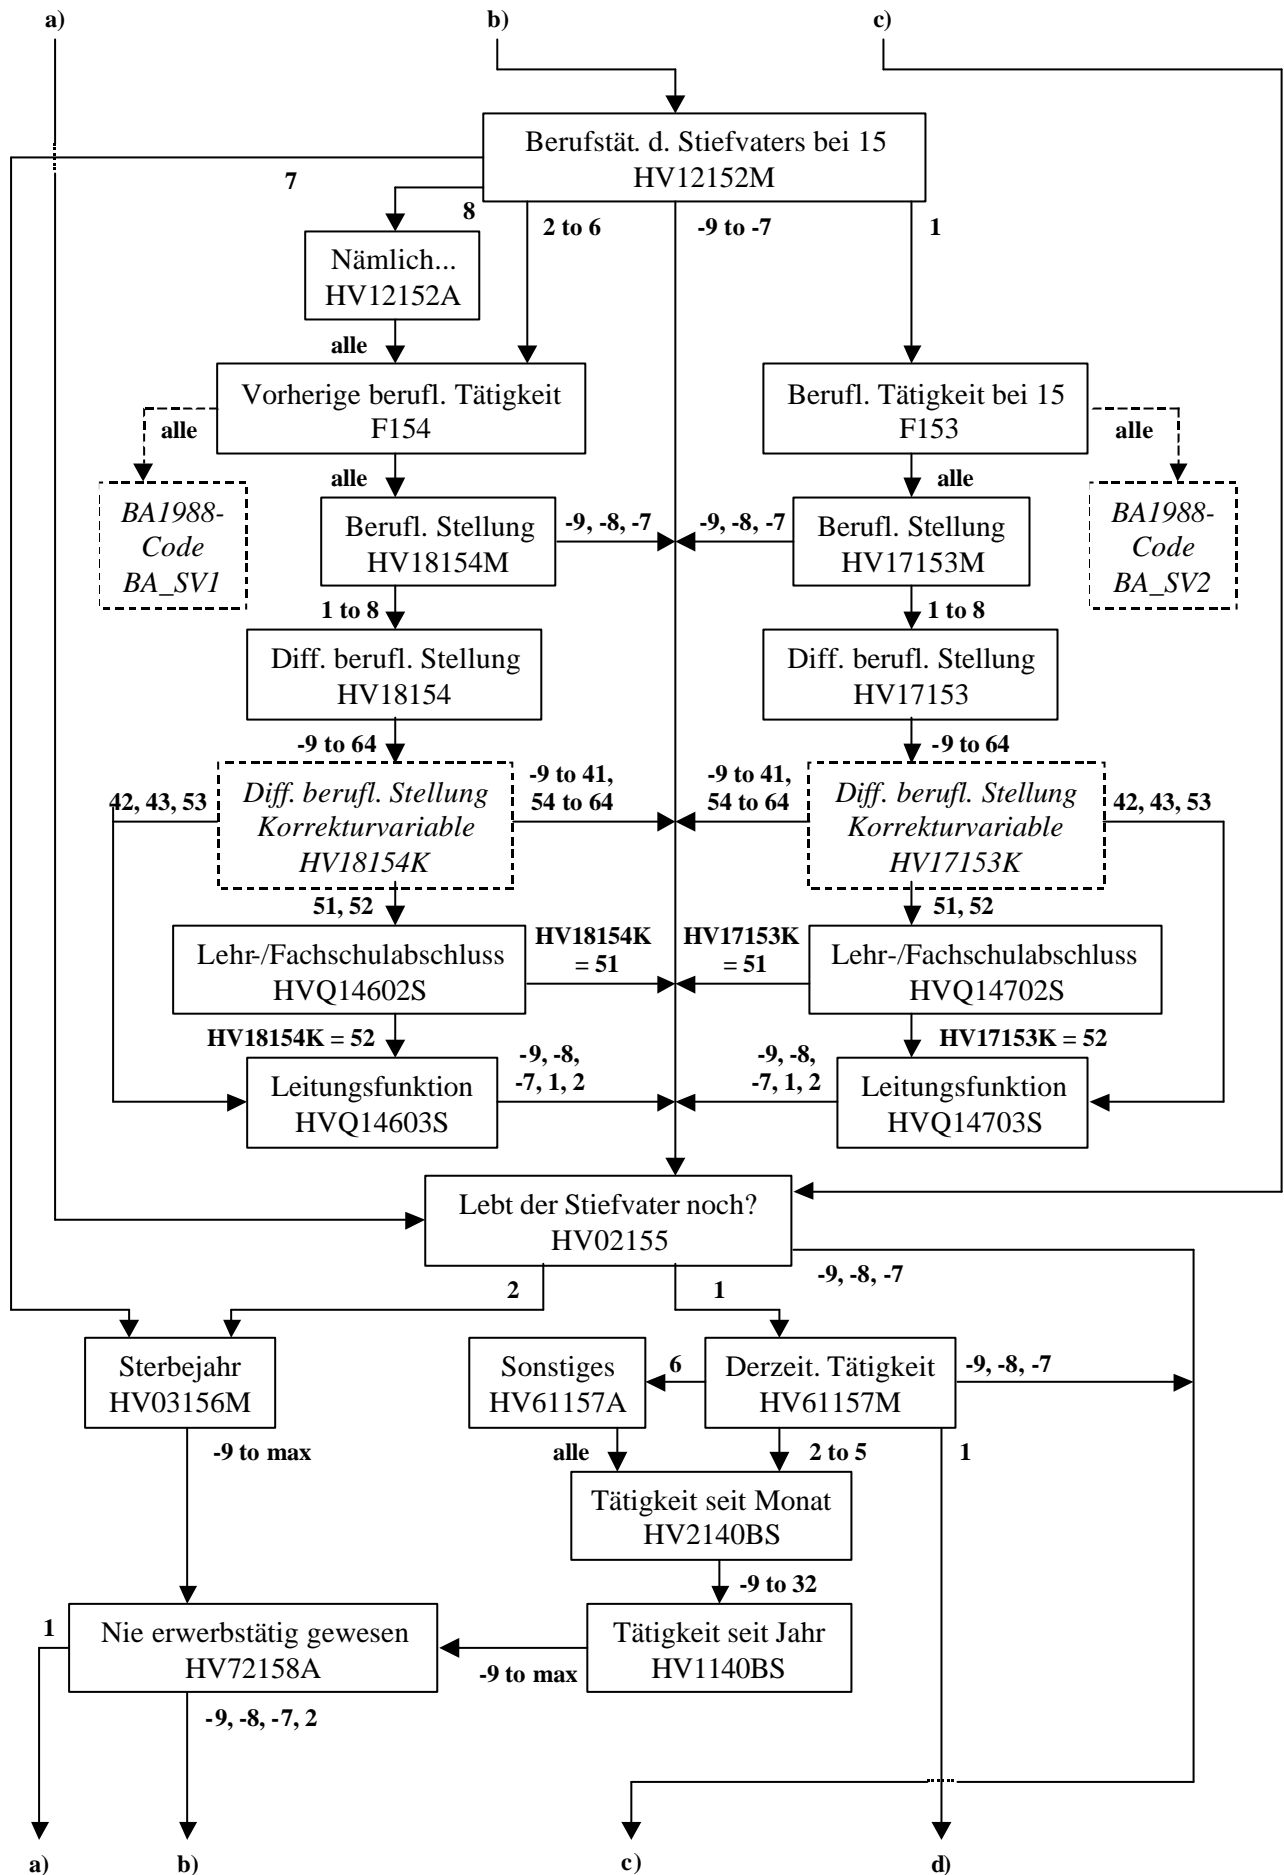 a)
b)
c)
Berufstät. d. Stiefvaters bei 15
HV12152M
7
8
2 to 6
-9 to -7
1
Nämlich...
HV12152A
alle
Vorherige berufl. Tätigkeit
F154
Berufl. Tätigkeit bei 15
F153
alle
alle
BA1988-
Code
BA_SV1
alle
alle
BA1988-
Code
BA_SV2
Berufl. Stellung
HV18154M
-9, -8, -7
-9, -8, -7
Berufl. Stellung
HV17153M
1 to 8
1 to 8
Diff. berufl. Stellung
HV18154
Diff. berufl. Stellung
HV17153
-9 to 64
-9 to 64
42, 43, 53
Diff. berufl. Stellung
Korrekturvariable
HV18154K
-9 to 41,
54 to 64
-9 to 41,
54 to 64
Diff. berufl. Stellung
Korrekturvariable
HV17153K
42, 43, 53
51, 52
51, 52
Lehr-/Fachschulabschluss
HVQ14602S
HV18154K
= 51
HV17153K
= 51
Lehr-/Fachschulabschluss
HVQ14702S
HV18154K = 52
HV17153K = 52
Leitungsfunktion
HVQ14603S
-9, -8,
-7, 1, 2
-9, -8,
-7, 1, 2
Leitungsfunktion
HVQ14703S
Lebt der Stiefvater noch?
HV02155
2
1
-9, -8, -7
Sterbejahr
HV03156M
Sonstiges
HV61157A
6
Derzeit. Tätigkeit
HV61157M
-9, -8, -7
-9 to max
alle
2 to 5
1
Tätigkeit seit Monat
HV2140BS
-9 to 32
1
Nie erwerbstätig gewesen
HV72158A
-9 to max
Tätigkeit seit Jahr
HV1140BS
-9, -8, -7, 2
a)
b)
c)
d)